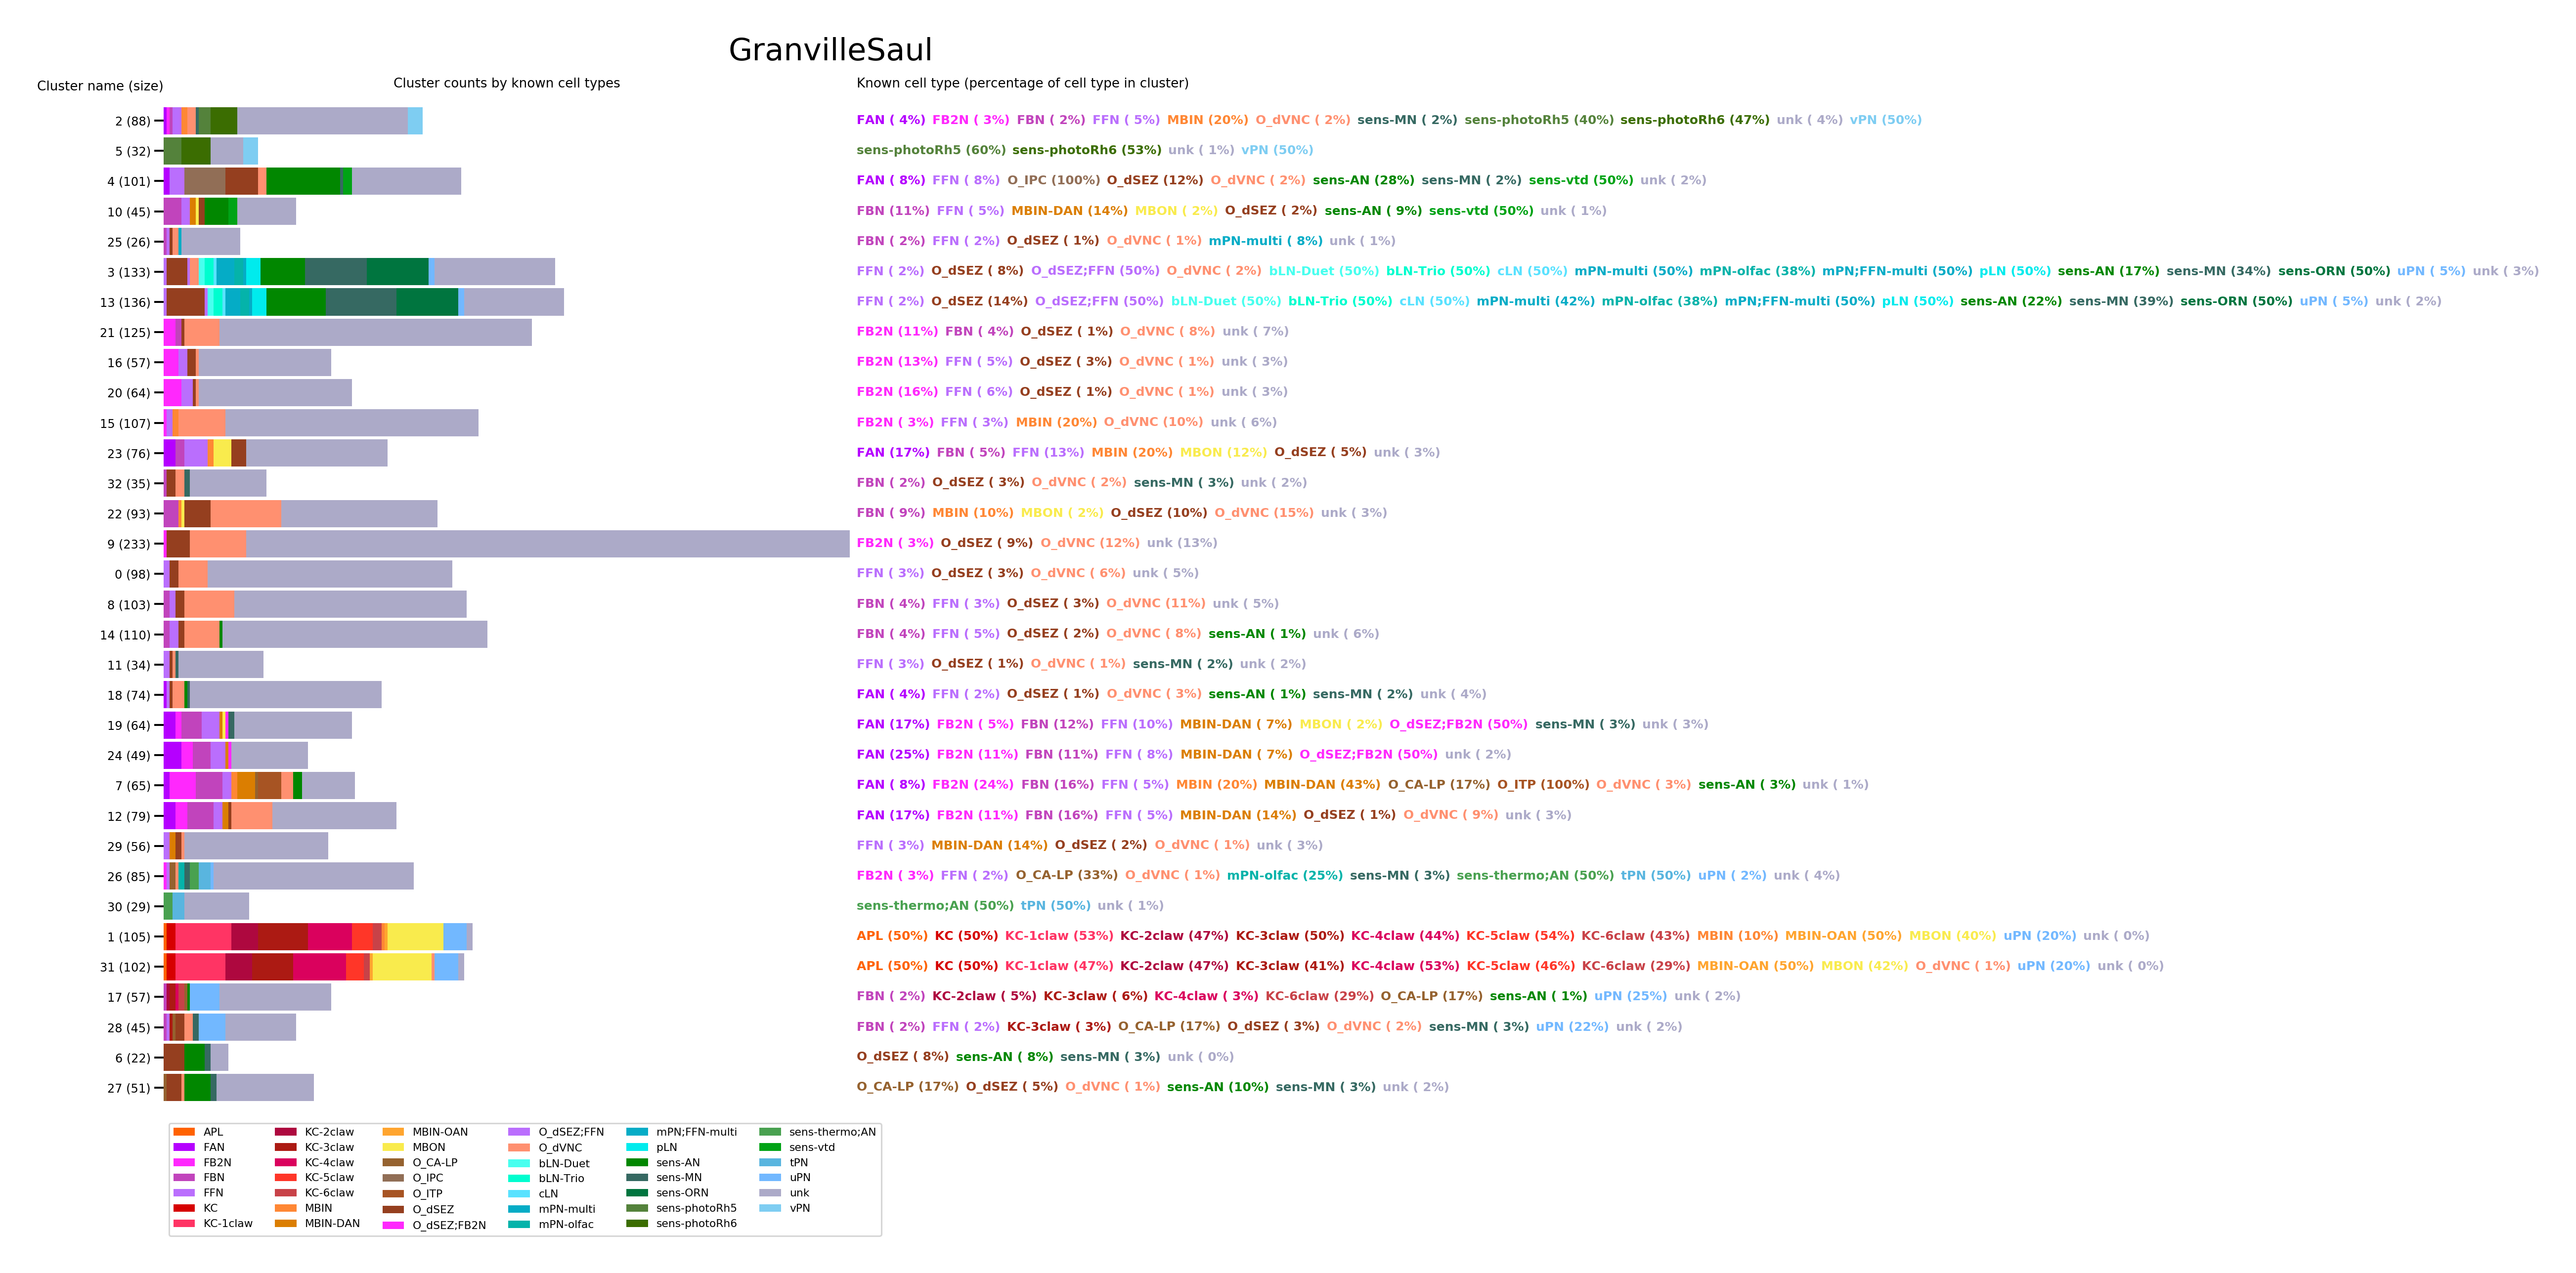 GranvilleSaul
Cluster name (size) Cluster counts by known cell types Known cell type (percentage of cell type in cluster)
2 (88) FAN ( 4%) FB2N ( 3%) FBN ( 2%) FFN ( 5%) MBIN (20%) O_dVNC ( 2%) sens-MN ( 2%) sens-photoRh5 (40%) sens-photoRh6 (47%) unk ( 4%) vPN (50%)
5 (32) sens-photoRh5 (60%) sens-photoRh6 (53%) unk ( 1%) vPN (50%)
4 (101) FAN ( 8%) FFN ( 8%) O_IPC (100%) O_dSEZ (12%) O_dVNC ( 2%) sens-AN (28%) sens-MN ( 2%) sens-vtd (50%) unk ( 2%)
10 (45) FBN (11%) FFN ( 5%) MBIN-DAN (14%) MBON ( 2%) O_dSEZ ( 2%) sens-AN ( 9%) sens-vtd (50%) unk ( 1%)
25 (26) FBN ( 2%) FFN ( 2%) O_dSEZ ( 1%) O_dVNC ( 1%) mPN-multi ( 8%) unk ( 1%)
3 (133) FFN ( 2%) O_dSEZ ( 8%) O_dSEZ;FFN (50%) O_dVNC ( 2%) bLN-Duet (50%) bLN-Trio (50%) cLN (50%) mPN-multi (50%) mPN-olfac (38%) mPN;FFN-multi (50%) pLN (50%) sens-AN (17%) sens-MN (34%) sens-ORN (50%) uPN ( 5%) unk ( 3%)
13 (136) FFN ( 2%) O_dSEZ (14%) O_dSEZ;FFN (50%) bLN-Duet (50%) bLN-Trio (50%) cLN (50%) mPN-multi (42%) mPN-olfac (38%) mPN;FFN-multi (50%) pLN (50%) sens-AN (22%) sens-MN (39%) sens-ORN (50%) uPN ( 5%) unk ( 2%)
21 (125) FB2N (11%) FBN ( 4%) O_dSEZ ( 1%) O_dVNC ( 8%) unk ( 7%)
16 (57) FB2N (13%) FFN ( 5%) O_dSEZ ( 3%) O_dVNC ( 1%) unk ( 3%)
20 (64) FB2N (16%) FFN ( 6%) O_dSEZ ( 1%) O_dVNC ( 1%) unk ( 3%)
15 (107) FB2N ( 3%) FFN ( 3%) MBIN (20%) O_dVNC (10%) unk ( 6%)
23 (76) FAN (17%) FBN ( 5%) FFN (13%) MBIN (20%) MBON (12%) O_dSEZ ( 5%) unk ( 3%)
32 (35) FBN ( 2%) O_dSEZ ( 3%) O_dVNC ( 2%) sens-MN ( 3%) unk ( 2%)
22 (93) FBN ( 9%) MBIN (10%) MBON ( 2%) O_dSEZ (10%) O_dVNC (15%) unk ( 3%)
9 (233) FB2N ( 3%) O_dSEZ ( 9%) O_dVNC (12%) unk (13%)
0 (98) FFN ( 3%) O_dSEZ ( 3%) O_dVNC ( 6%) unk ( 5%)
8 (103) FBN ( 4%) FFN ( 3%) O_dSEZ ( 3%) O_dVNC (11%) unk ( 5%)
14 (110) FBN ( 4%) FFN ( 5%) O_dSEZ ( 2%) O_dVNC ( 8%) sens-AN ( 1%) unk ( 6%)
11 (34) FFN ( 3%) O_dSEZ ( 1%) O_dVNC ( 1%) sens-MN ( 2%) unk ( 2%)
18 (74) FAN ( 4%) FFN ( 2%) O_dSEZ ( 1%) O_dVNC ( 3%) sens-AN ( 1%) sens-MN ( 2%) unk ( 4%)
19 (64) FAN (17%) FB2N ( 5%) FBN (12%) FFN (10%) MBIN-DAN ( 7%) MBON ( 2%) O_dSEZ;FB2N (50%) sens-MN ( 3%) unk ( 3%)
24 (49) FAN (25%) FB2N (11%) FBN (11%) FFN ( 8%) MBIN-DAN ( 7%) O_dSEZ;FB2N (50%) unk ( 2%)
7 (65) FAN ( 8%) FB2N (24%) FBN (16%) FFN ( 5%) MBIN (20%) MBIN-DAN (43%) O_CA-LP (17%) O_ITP (100%) O_dVNC ( 3%) sens-AN ( 3%) unk ( 1%)
12 (79) FAN (17%) FB2N (11%) FBN (16%) FFN ( 5%) MBIN-DAN (14%) O_dSEZ ( 1%) O_dVNC ( 9%) unk ( 3%)
29 (56) FFN ( 3%) MBIN-DAN (14%) O_dSEZ ( 2%) O_dVNC ( 1%) unk ( 3%)
26 (85) FB2N ( 3%) FFN ( 2%) O_CA-LP (33%) O_dVNC ( 1%) mPN-olfac (25%) sens-MN ( 3%) sens-thermo;AN (50%) tPN (50%) uPN ( 2%) unk ( 4%)
30 (29) sens-thermo;AN (50%) tPN (50%) unk ( 1%)
1 (105) APL (50%) KC (50%) KC-1claw (53%) KC-2claw (47%) KC-3claw (50%) KC-4claw (44%) KC-5claw (54%) KC-6claw (43%) MBIN (10%) MBIN-OAN (50%) MBON (40%) uPN (20%) unk ( 0%)
31 (102) APL (50%) KC (50%) KC-1claw (47%) KC-2claw (47%) KC-3claw (41%) KC-4claw (53%) KC-5claw (46%) KC-6claw (29%) MBIN-OAN (50%) MBON (42%) O_dVNC ( 1%) uPN (20%) unk ( 0%)
17 (57) FBN ( 2%) KC-2claw ( 5%) KC-3claw ( 6%) KC-4claw ( 3%) KC-6claw (29%) O_CA-LP (17%) sens-AN ( 1%) uPN (25%) unk ( 2%)
28 (45) FBN ( 2%) FFN ( 2%) KC-3claw ( 3%) O_CA-LP (17%) O_dSEZ ( 3%) O_dVNC ( 2%) sens-MN ( 3%) uPN (22%) unk ( 2%)
6 (22) O_dSEZ ( 8%) sens-AN ( 8%) sens-MN ( 3%) unk ( 0%)
27 (51) O_CA-LP (17%) O_dSEZ ( 5%) O_dVNC ( 1%) sens-AN (10%) sens-MN ( 3%) unk ( 2%)
APL KC-2claw MBIN-OAN O_dSEZ;FFN mPN;FFN-multi sens-thermo;AN
FAN KC-3claw MBON O_dVNC pLN sens-vtd
FB2N KC-4claw O_CA-LP bLN-Duet sens-AN tPN
FBN KC-5claw O_IPC bLN-Trio sens-MN uPN
FFN KC-6claw O_ITP cLN sens-ORN unk
KC MBIN O_dSEZ mPN-multi sens-photoRh5 vPN
KC-1claw MBIN-DAN O_dSEZ;FB2N mPN-olfac sens-photoRh6